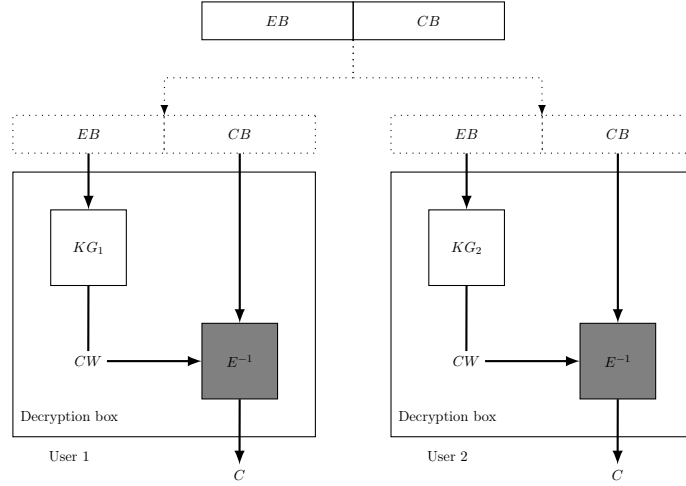 EB CB
EB CB EB CB
KG₁ KG₂
CW E⁻¹ CW E⁻¹
Decryption box Decryption box
User 1 User 2
C C